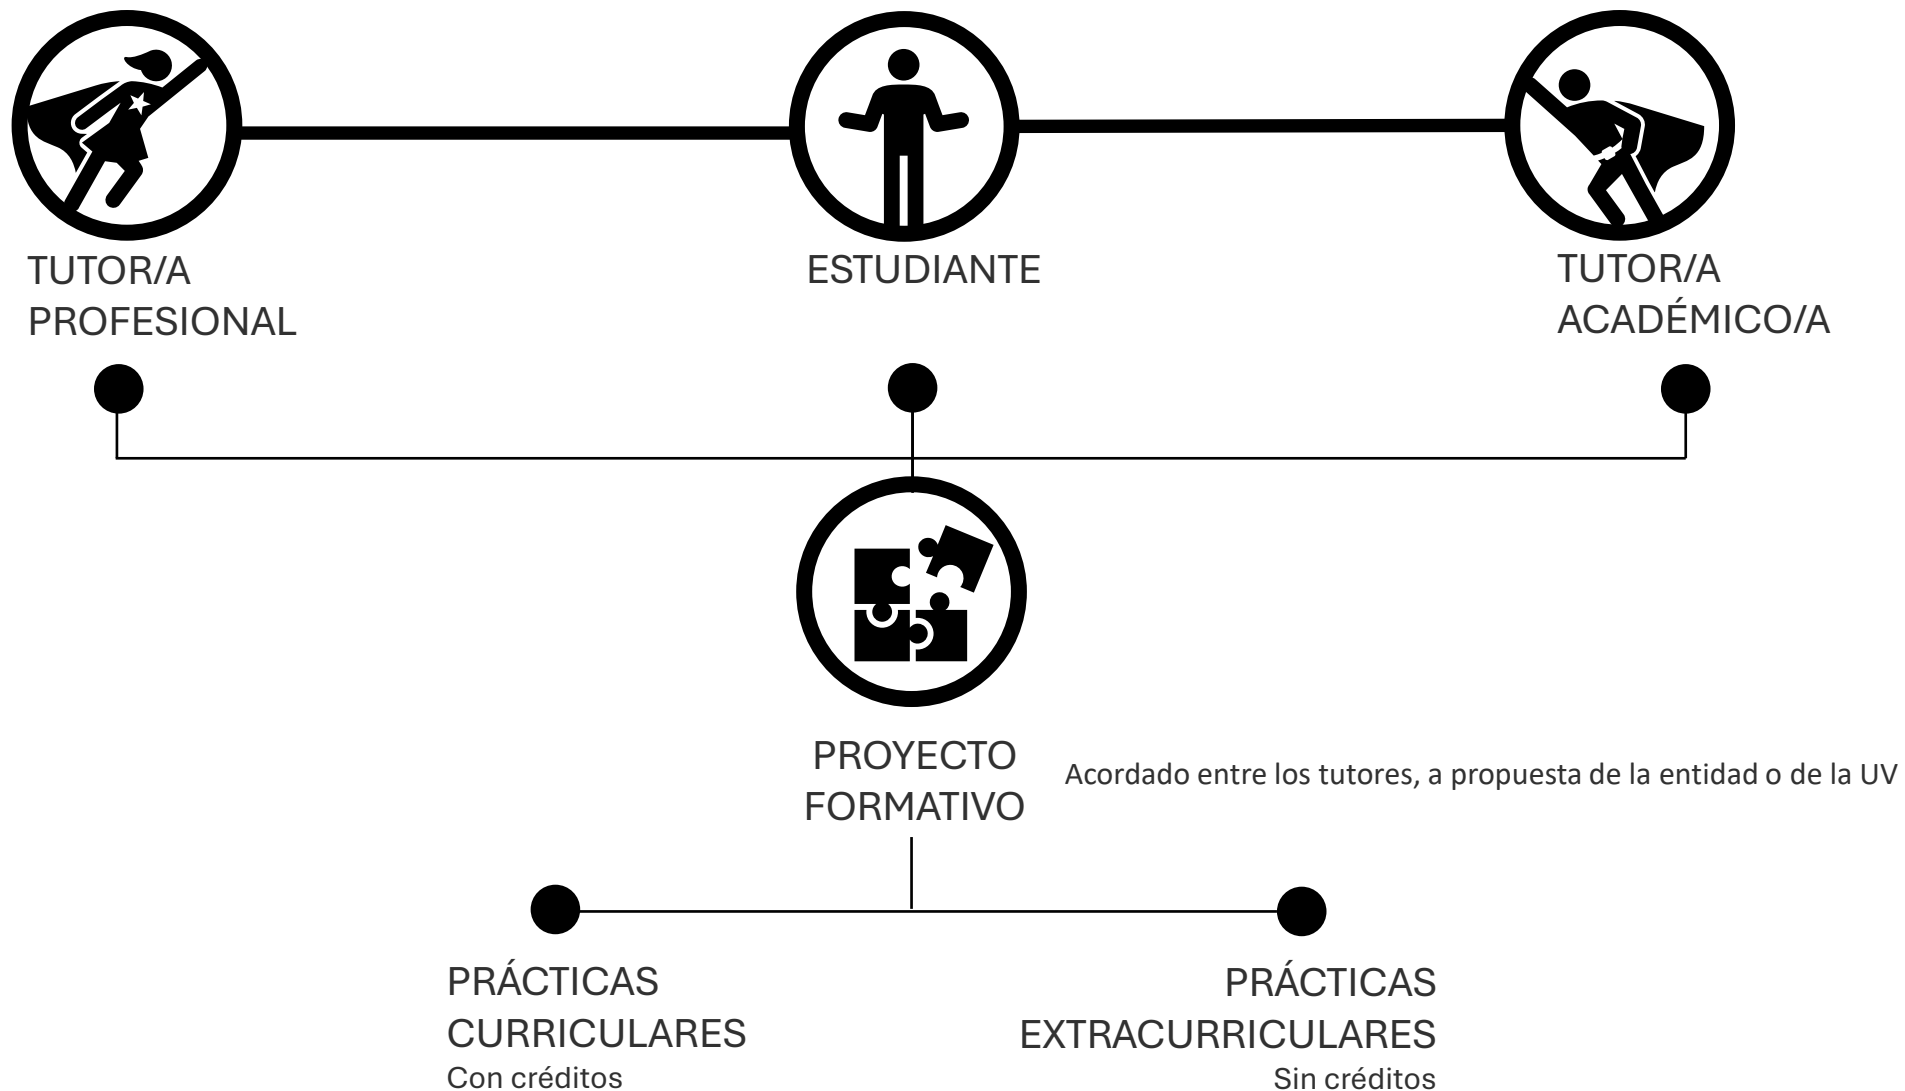 TUTOR/A
PROFESIONAL
ESTUDIANTE
TUTOR/A
ACADÉMICO/A
PROYECTO
FORMATIVO
Acordado entre los tutores, a propuesta de la entidad o de la UV
PRÁCTICAS
CURRICULARES
Con créditos
PRÁCTICAS
EXTRACURRICULARES
Sin créditos